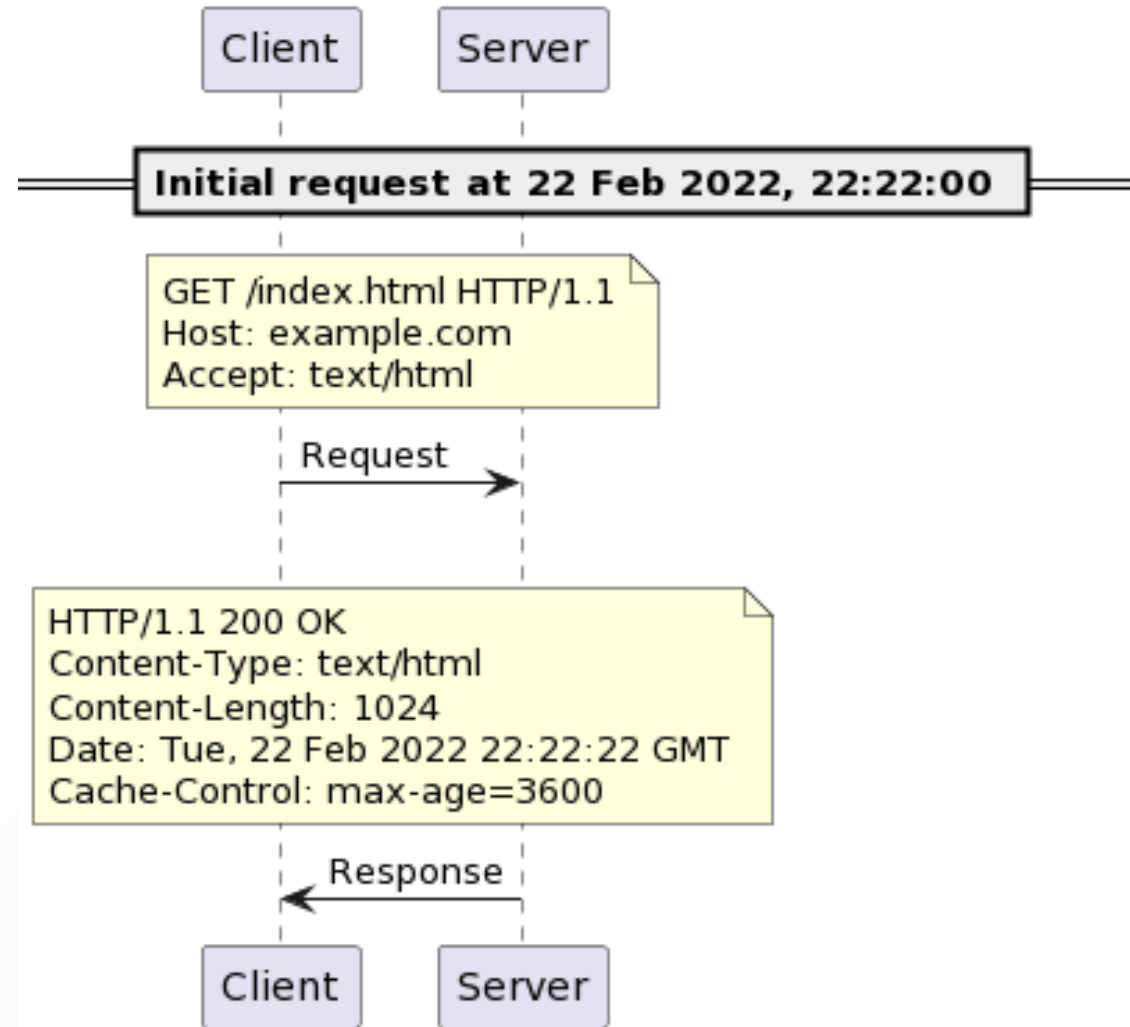 Client
Server
Initial request at 22 Feb 2022, 22:22:00
GET /index.html HTTP/1.1
Host: example.com
Accept: text/html
Request
HTTP/1.1 200 OK
Content-Type: text/html
Content-Length: 1024
Date: Tue, 22 Feb 2022 22:22:22 GMT
Cache-Control: max-age=3600
Response
Client
Server